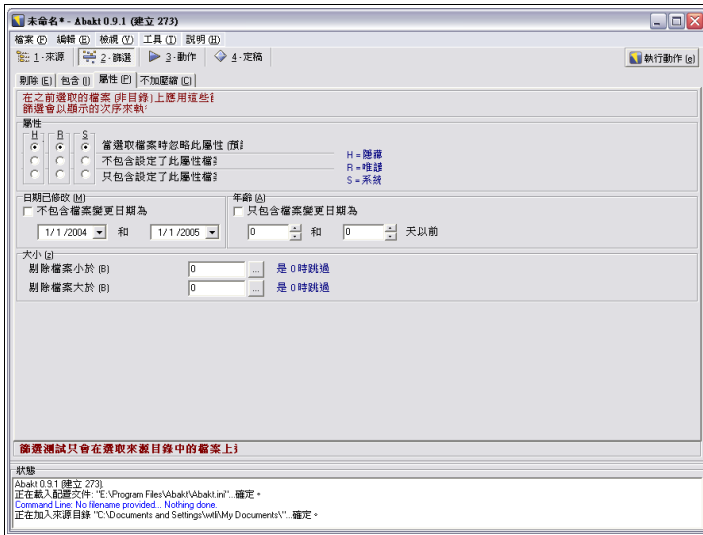 未命名* - Abakt 0.9.1 (建立 273)
檔案 (F) 編輯 (E) 檢視 (V) 工具 (T) 說明 (H)
1 - 來源 2 - 篩選 3 - 動作 4 - 定稿 執行動作 (g)
剔除 (E) 包含 (I) 屬性 (P) 不加壓縮 (C)
在之前選取的檔案 (非目錄) 上應用這些
篩選會以顯示的次序來執
屬性
H R S
當選取檔案時忽略此屬性 (預
不包含設定了此屬性檔
只包含設定了此屬性檔
H = 隱藏
R = 唯讀
S = 系統
日期已修改 (M)
不包含檔案變更日期為
1/ 1 /2004 和 1/ 1 /2005
年齡 (A)
只包含檔案變更日期為
0 和 0 天以前
大小 (z)
剔除檔案小於 (B) 0 ... 是 0 時跳過
剔除檔案大於 (B) 0 ... 是 0 時跳過
篩選測試只會在選取來源目錄中的檔案上
狀態
Abakt 0.9.1 (建立 273).
正在載入配置文件: "E:\Program Files\Abakt\Abakt.ini"...確定。
Command Line: No filename provided... Nothing done.
正在加入來源目錄 "C:\Documents and Settings\wtli\My Documents\"...確定。